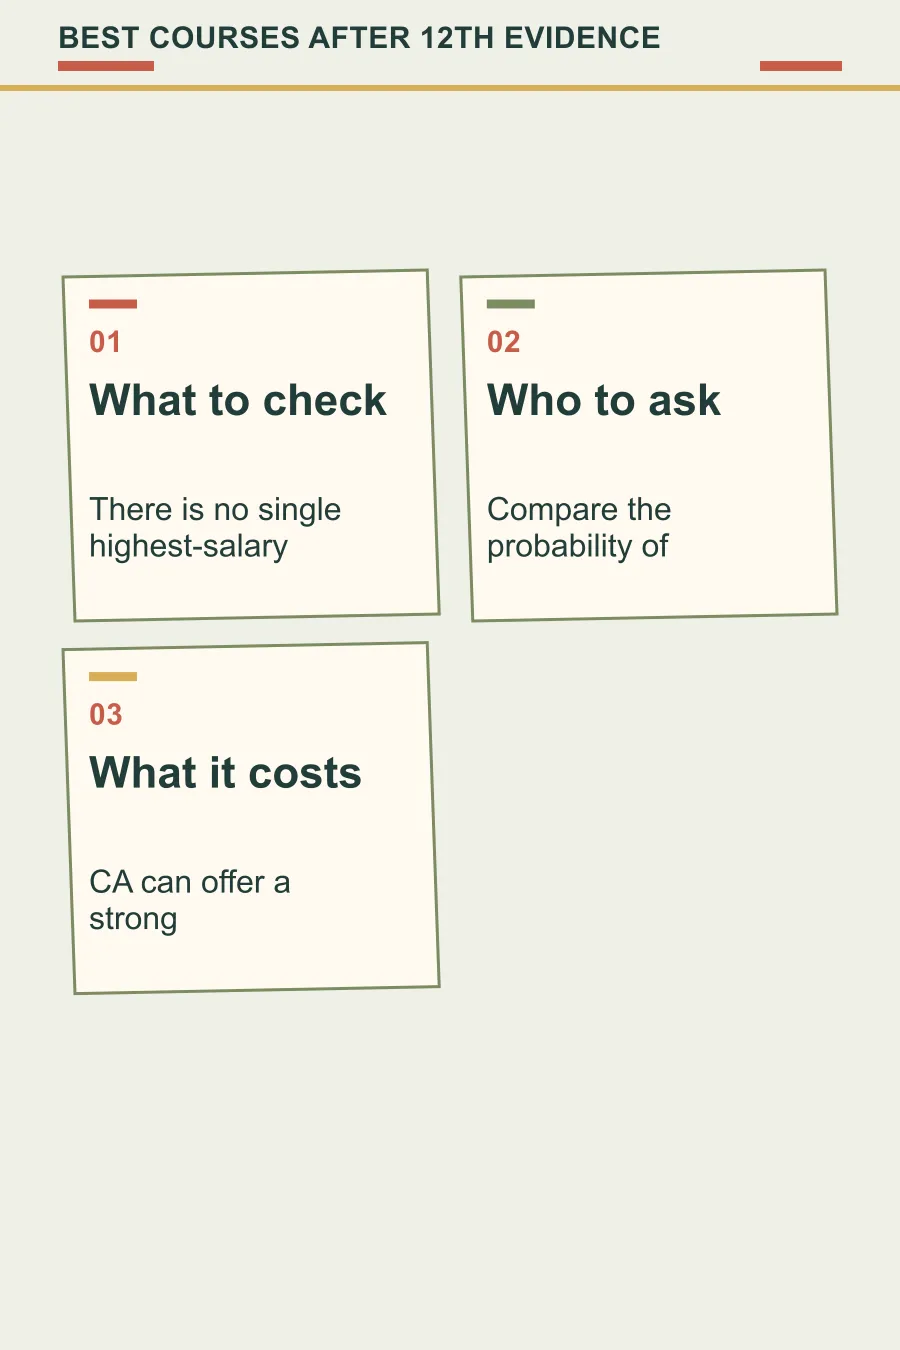 BEST COURSES AFTER 12TH EVIDENCE
01
What to check
There is no single
highest-salary
02
Who to ask
Compare the
probability of
03
What it costs
CA can offer a
strong